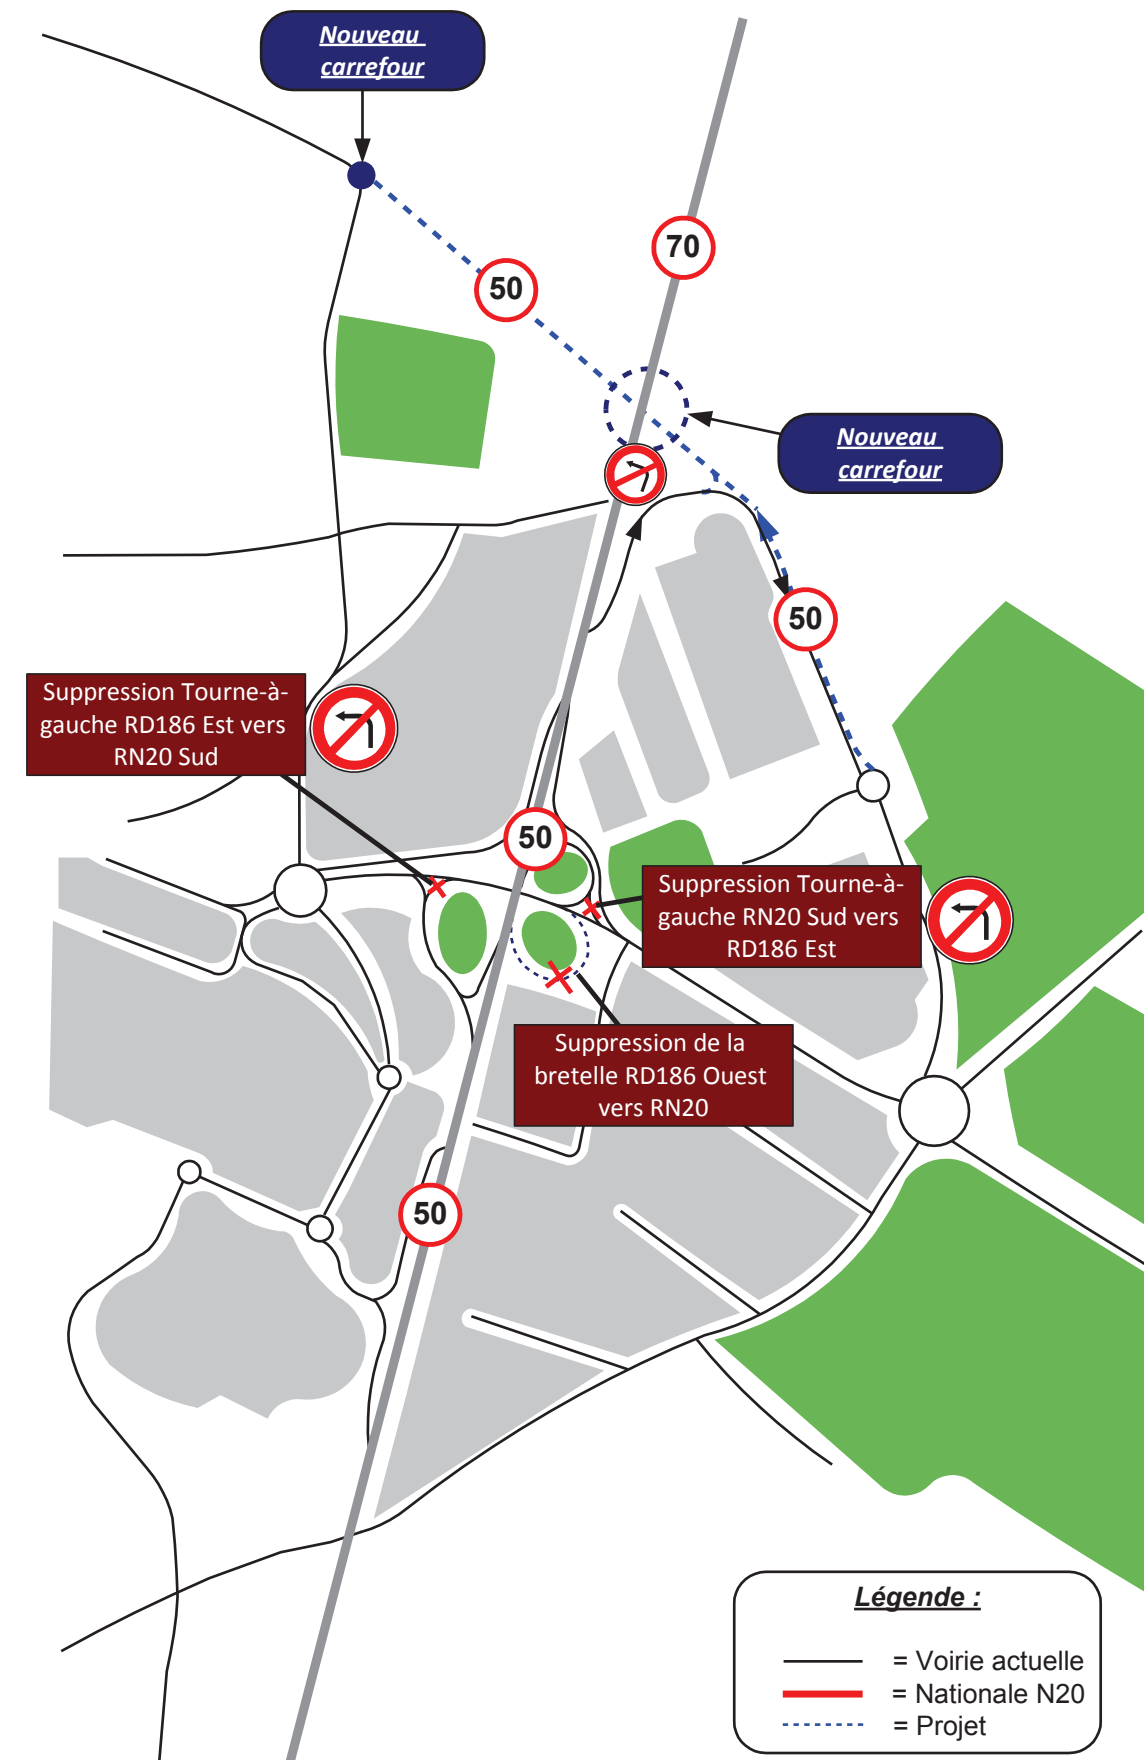 Nouveau
carrefour
70
50
Nouveau
carrefour
50
Suppression Tourne-à-
gauche RD186 Est vers
RN20 Sud
50
Suppression Tourne-à-
gauche RN20 Sud vers
RD186 Est
Suppression de la
bretelle RD186 Ouest
vers RN20
50
Légende :
= Voirie actuelle
= Nationale N20
= Projet